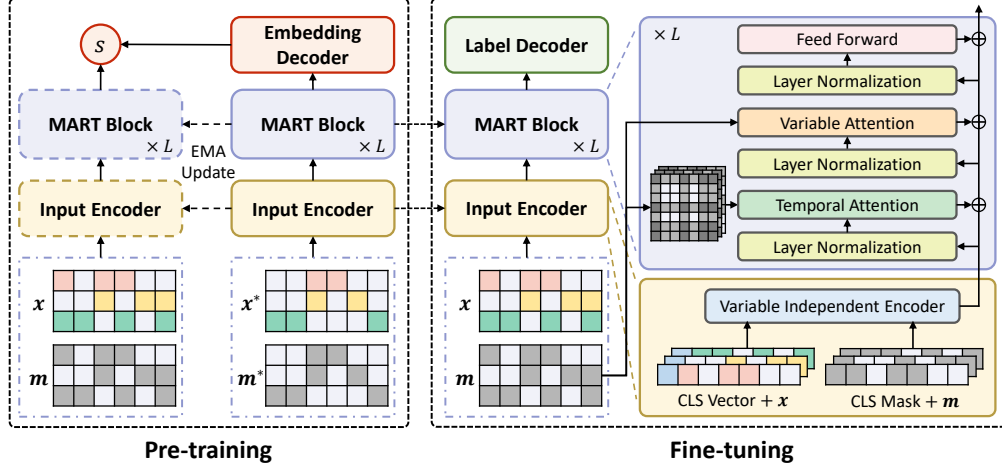 S
Embedding
Decoder
MART Block
× L
MART Block
× L
EMA
Update
Input Encoder
Input Encoder
x
x*
m
m*
Pre-training
Label Decoder
MART Block
× L
Input Encoder
x
m
× L
Feed Forward
Layer Normalization
Variable Attention
Layer Normalization
Temporal Attention
Layer Normalization
Variable Independent Encoder
CLS Vector + x
CLS Mask + m
Fine-tuning